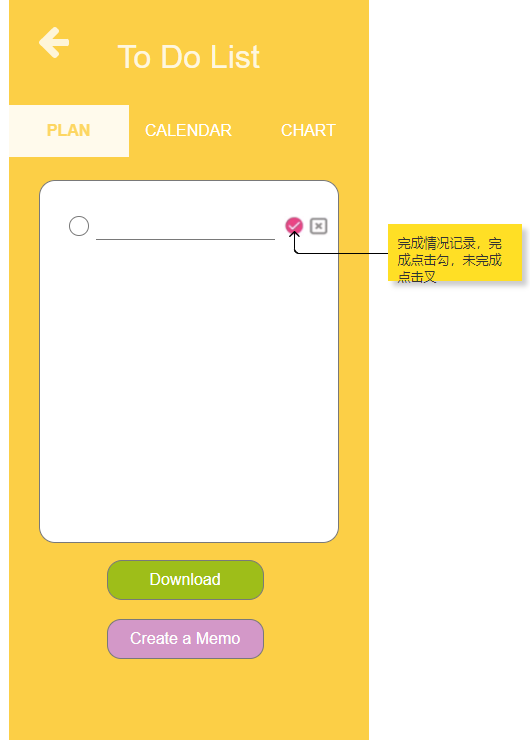 To Do List
PLAN
CALENDAR
CHART
完成情况记录，完
成点击勾，未完成
点击叉
Download
Create a Memo